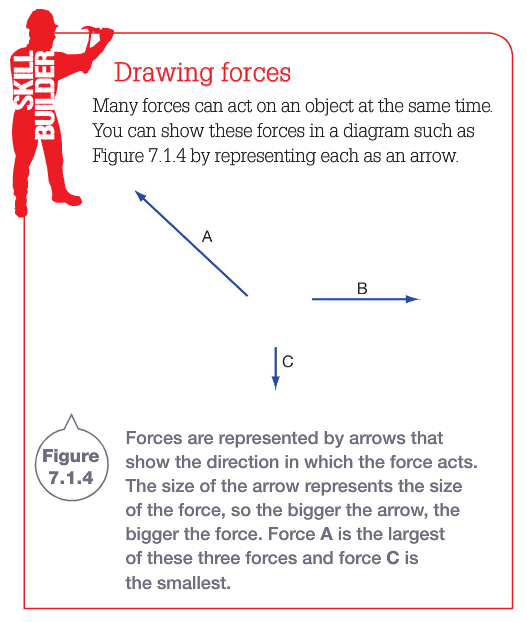 SKILL
BUILDER
Drawing forces
Many forces can act on an object at the same time.
You can show these forces in a diagram such as
Figure 7.1.4 by representing each as an arrow.
A
B
C
Figure
7.1.4
Forces are represented by arrows that
show the direction in which the force acts.
The size of the arrow represents the size
of the force, so the bigger the arrow, the
bigger the force. Force A is the largest
of these three forces and force C is
the smallest.